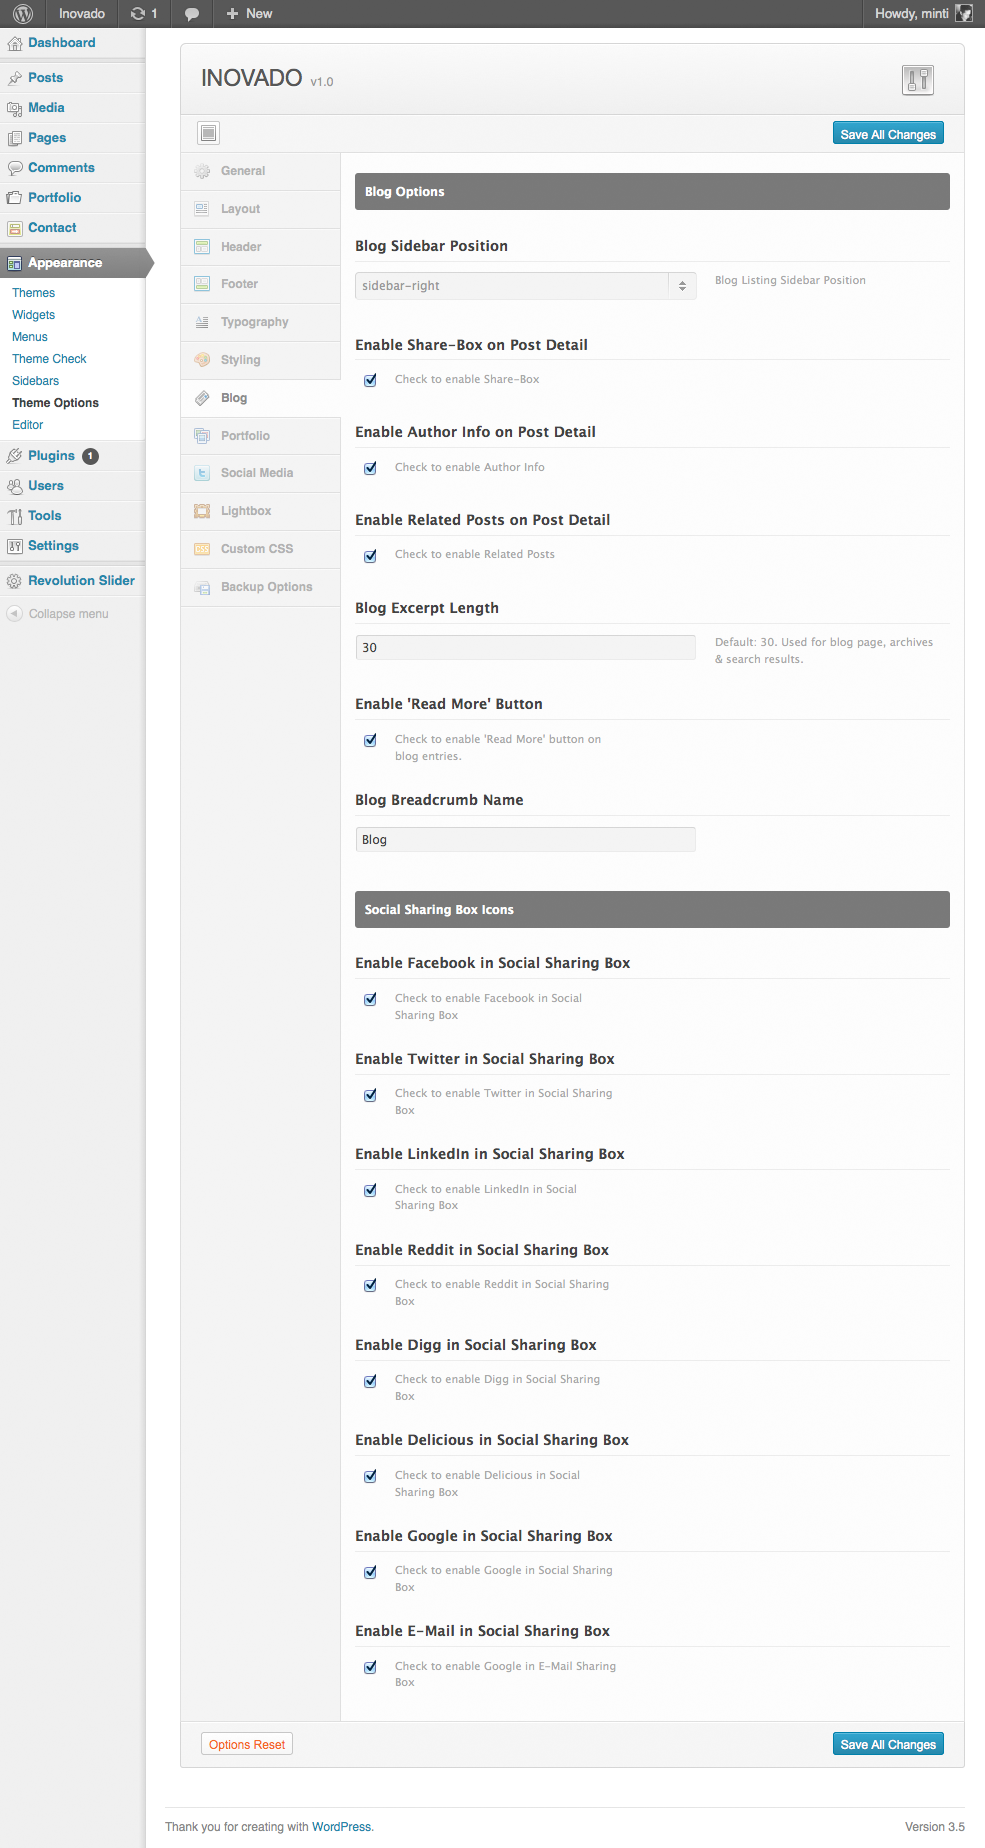 Inovado
1
New
Howdy, minti
Dashboard
Posts
Media
Pages
Comments
Portfolio
Contact
Appearance
Themes
Widgets
Menus
Theme Check
Sidebars
Theme Options
Editor
Plugins 1
Users
Tools
Settings
Revolution Slider
Collapse menu
INOVADO v1.0
Save All Changes
General
Layout
Header
Footer
Typography
Styling
Blog
Portfolio
Social Media
Lightbox
Custom CSS
Backup Options
Blog Options
Blog Sidebar Position
sidebar-right
Blog Listing Sidebar Position
Enable Share-Box on Post Detail
Check to enable Share-Box
Enable Author Info on Post Detail
Check to enable Author Info
Enable Related Posts on Post Detail
Check to enable Related Posts
Blog Excerpt Length
30
Default: 30. Used for blog page, archives
& search results.
Enable 'Read More' Button
Check to enable 'Read More' button on
blog entries.
Blog Breadcrumb Name
Blog
Social Sharing Box Icons
Enable Facebook in Social Sharing Box
Check to enable Facebook in Social
Sharing Box
Enable Twitter in Social Sharing Box
Check to enable Twitter in Social Sharing
Box
Enable LinkedIn in Social Sharing Box
Check to enable LinkedIn in Social
Sharing Box
Enable Reddit in Social Sharing Box
Check to enable Reddit in Social Sharing
Box
Enable Digg in Social Sharing Box
Check to enable Digg in Social Sharing
Box
Enable Delicious in Social Sharing Box
Check to enable Delicious in Social
Sharing Box
Enable Google in Social Sharing Box
Check to enable Google in Social Sharing
Box
Enable E-Mail in Social Sharing Box
Check to enable Google in E-Mail Sharing
Box
Options Reset
Save All Changes
Thank you for creating with WordPress.
Version 3.5